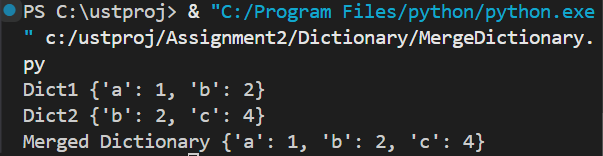 PS C:\ustproj> & "C:/Program Files/python/python.exe
" c:/ustproj/Assignment2/Dictionary/MergeDictionary.
py
Dict1 {'a': 1, 'b': 2}
Dict2 {'b': 2, 'c': 4}
Merged Dictionary {'a': 1, 'b': 2, 'c': 4}